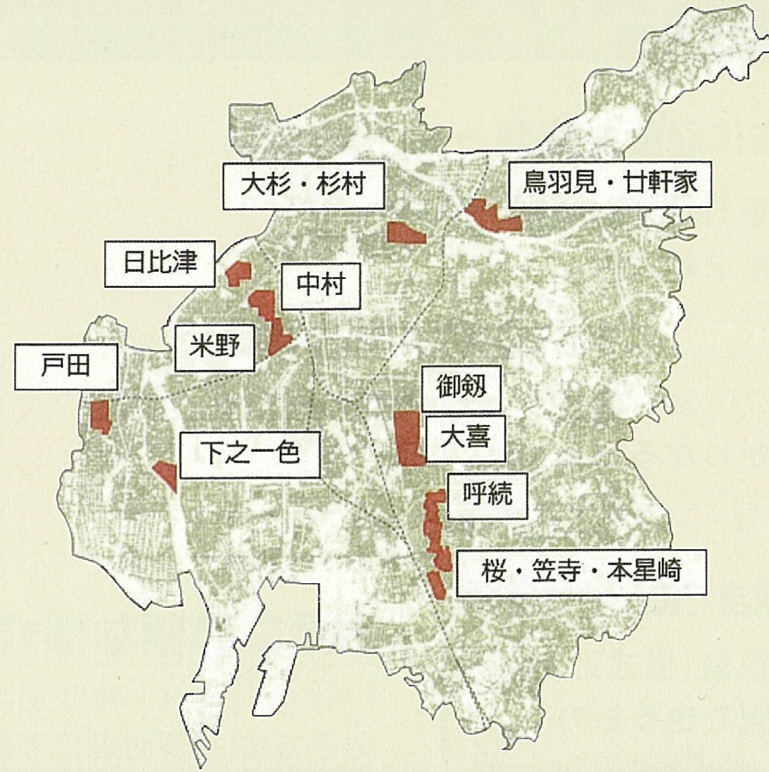 大杉・杉村
鳥羽見・廿軒家
日比津
中村
米野
戸田
御剱
大喜
下之一色
呼続
桜・笠寺・本星崎